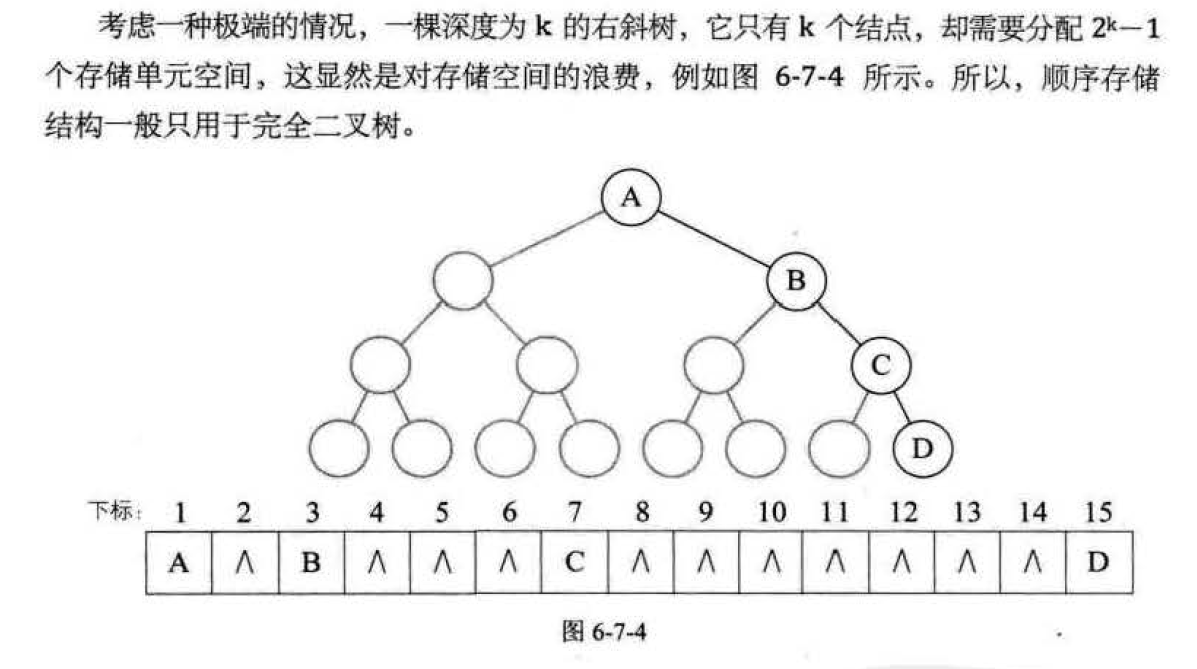 考虑一种极端的情况，一棵深度为 k 的右斜树，它只有 k 个结点，却需要分配 2ᵏ－1
个存储单元空间，这显然是对存储空间的浪费，例如图 6-7-4 所示。所以，顺序存储
结构一般只用于完全二叉树。
A
B
C
D
下标： 1 2 3 4 5 6 7 8 9 10 11 12 13 14 15
A ∧ B ∧ ∧ ∧ C ∧ ∧ ∧ ∧ ∧ ∧ ∧ D
图 6-7-4